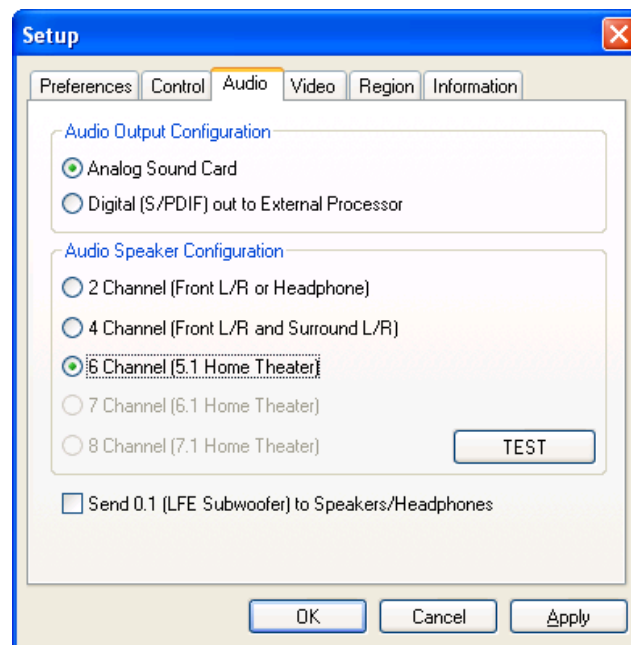 Setup
Preferences Control Audio Video Region Information
Audio Output Configuration
Analog Sound Card
Digital (S/PDIF) out to External Processor
Audio Speaker Configuration
2 Channel (Front L/R or Headphone)
4 Channel (Front L/R and Surround L/R)
6 Channel (5.1 Home Theater)
7 Channel (6.1 Home Theater)
8 Channel (7.1 Home Theater)
TEST
Send 0.1 (LFE Subwoofer) to Speakers/Headphones
OK Cancel Apply